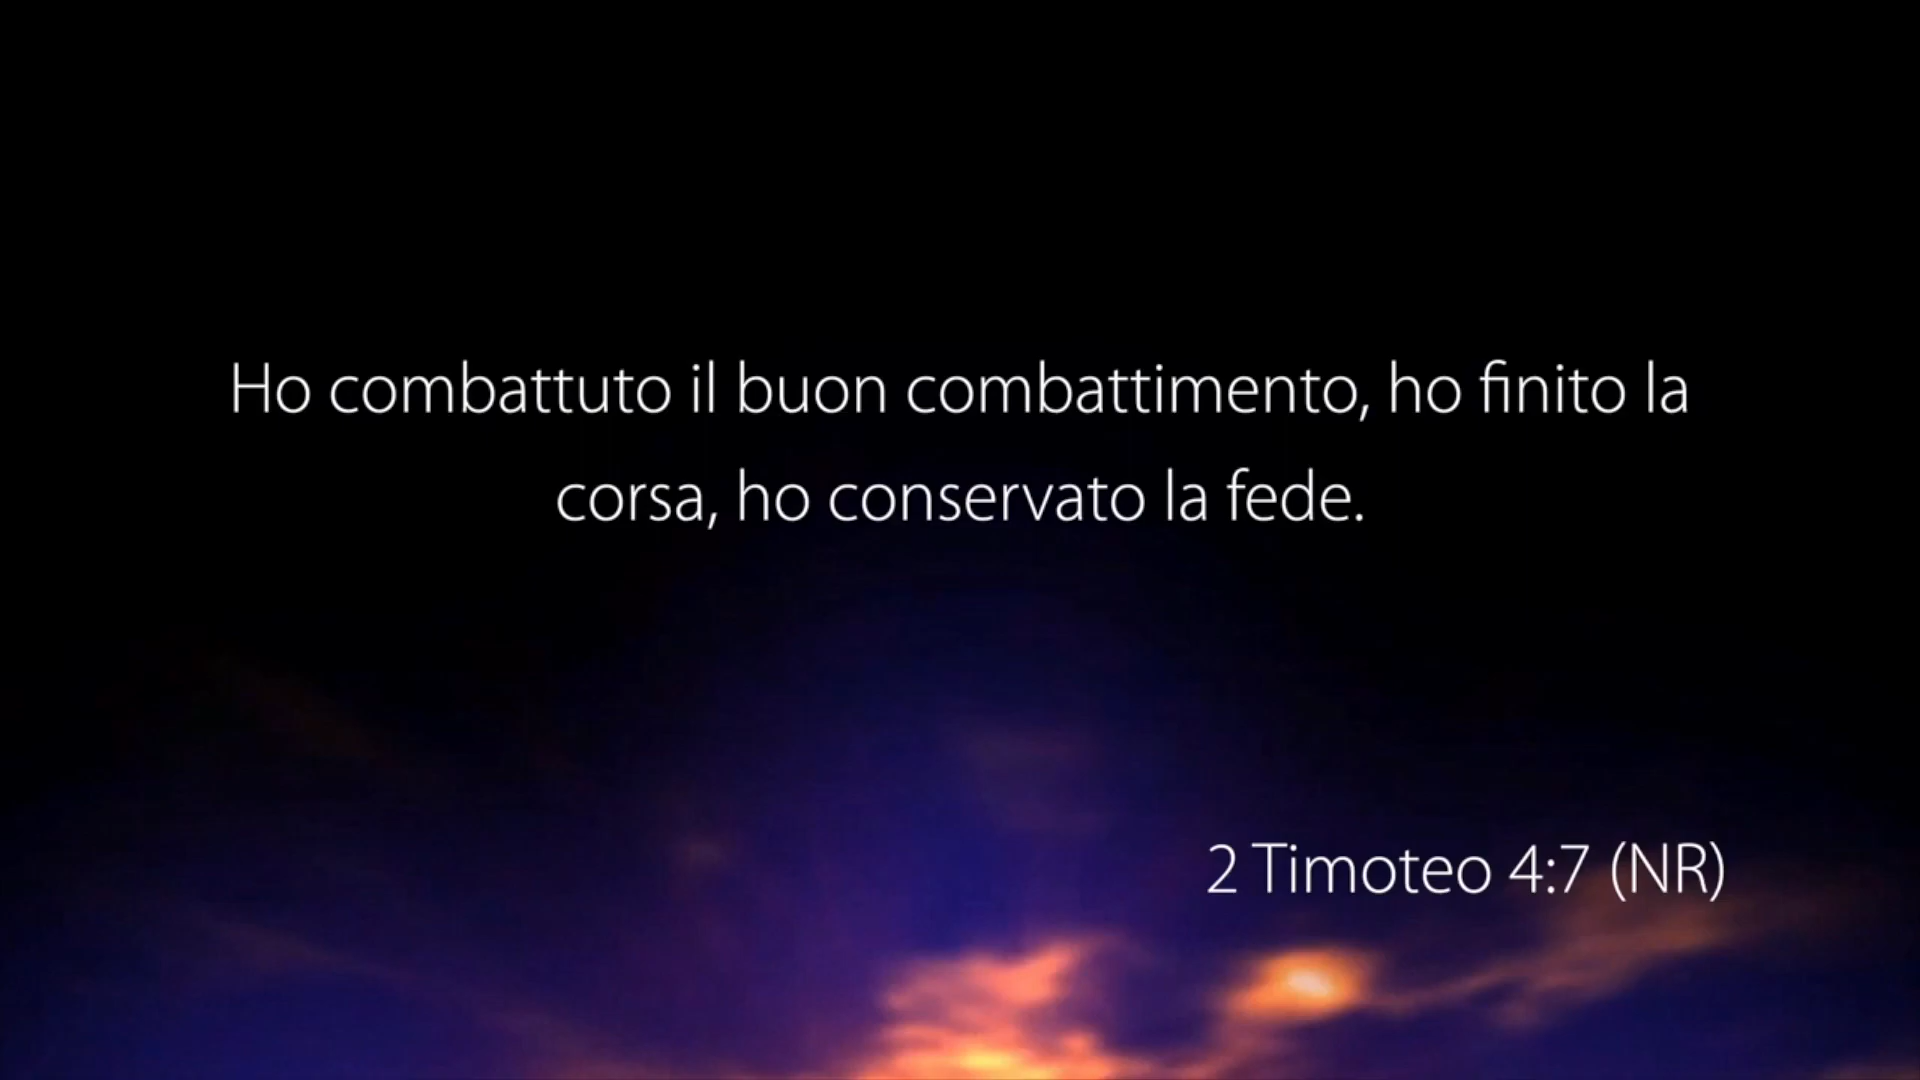 Ho combattuto il buon combattimento, ho finito la
corsa, ho conservato la fede.
2 Timoteo 4:7 (NR)